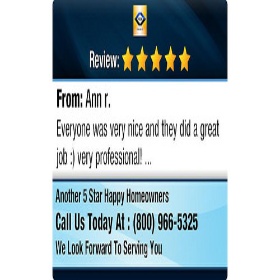 Review:
From: Ann r.
Everyone was very nice and they did a great
job :) very professional! ...
Another 5 Star Happy Homeowners
Call Us Today At : (800) 966-5325
We Look Forward To Serving You